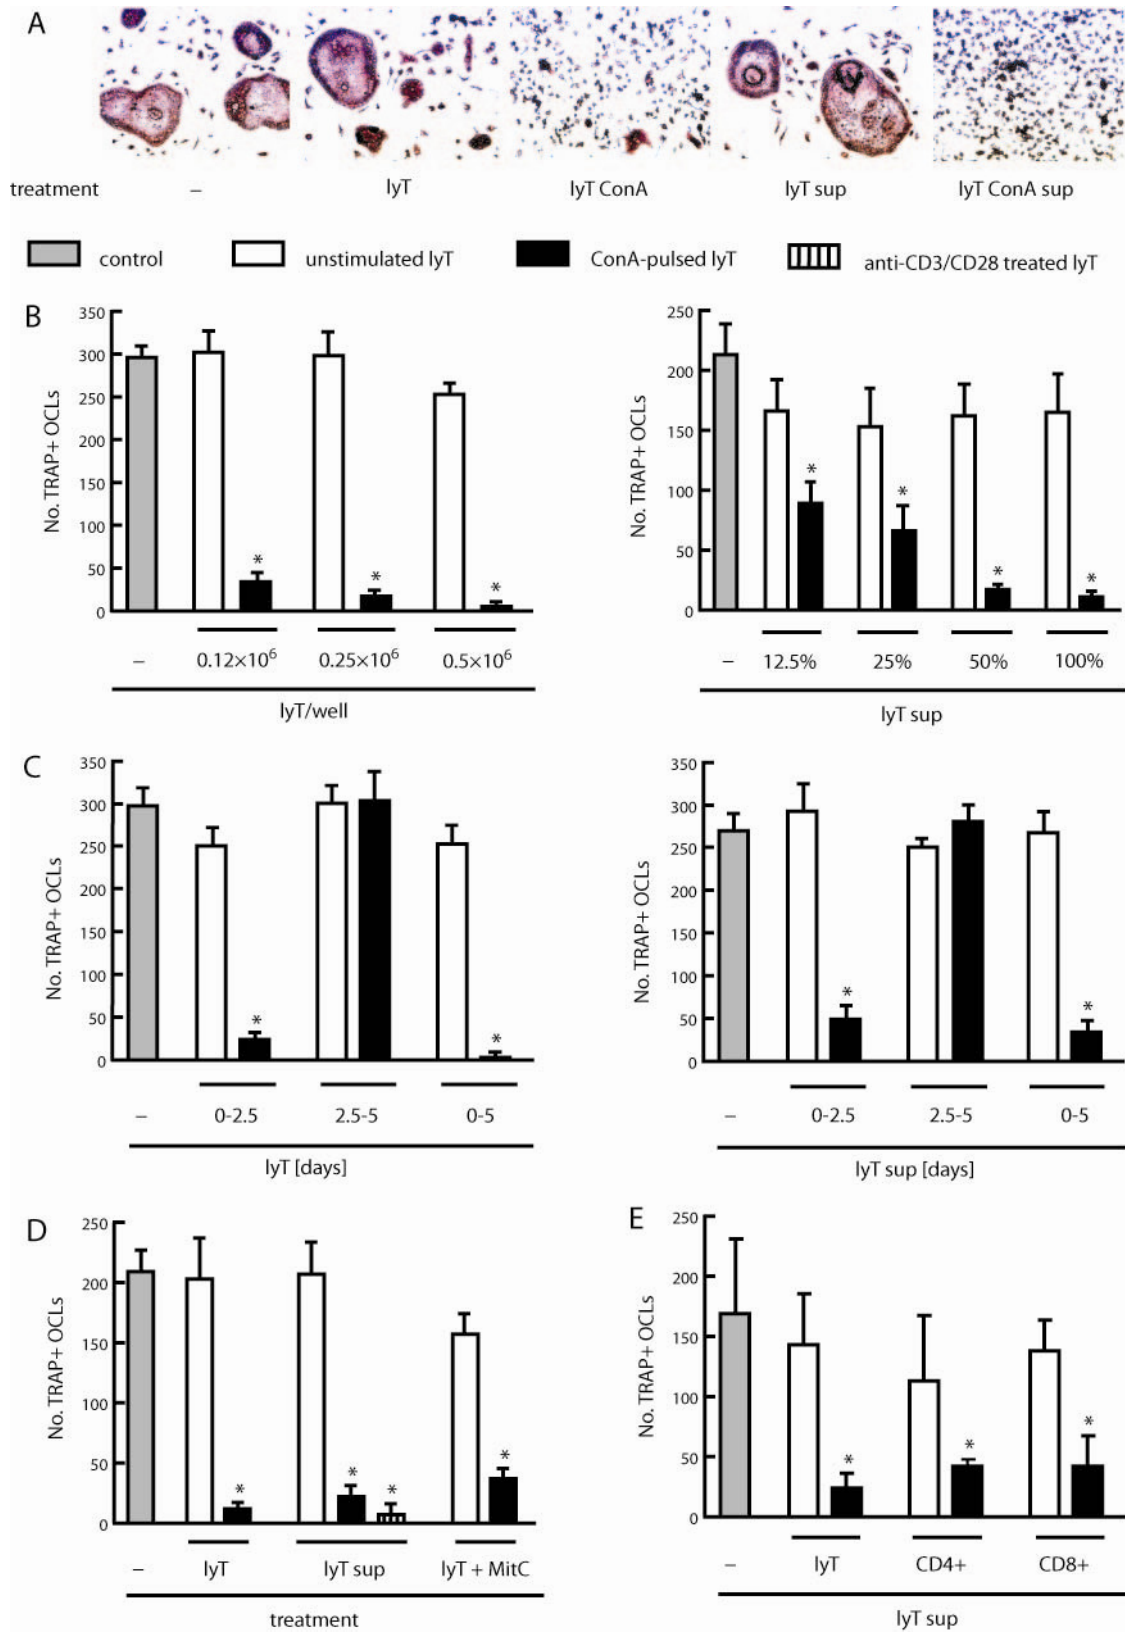 A
treatment – lyT lyT ConA lyT sup lyT ConA sup
control unstimulated lyT ConA-pulsed lyT anti-CD3/CD28 treated lyT
B
No. TRAP+ OCLs
350
300
250
200
150
100
50
0
* * *
– 0.12×10⁶ 0.25×10⁶ 0.5×10⁶
lyT/well
No. TRAP+ OCLs
250
200
150
100
50
0
* * * *
– 12.5% 25% 50% 100%
lyT sup
C
No. TRAP+ OCLs
350
300
250
200
150
100
50
0
* *
– 0-2.5 2.5-5 0-5
lyT [days]
No. TRAP+ OCLs
350
300
250
200
150
100
50
0
* *
– 0-2.5 2.5-5 0-5
lyT sup [days]
D
No. TRAP+ OCLs
250
200
150
100
50
0
* * * *
– lyT lyT sup lyT + MitC
treatment
E
No. TRAP+ OCLs
250
200
150
100
50
0
* * *
– lyT CD4+ CD8+
lyT sup